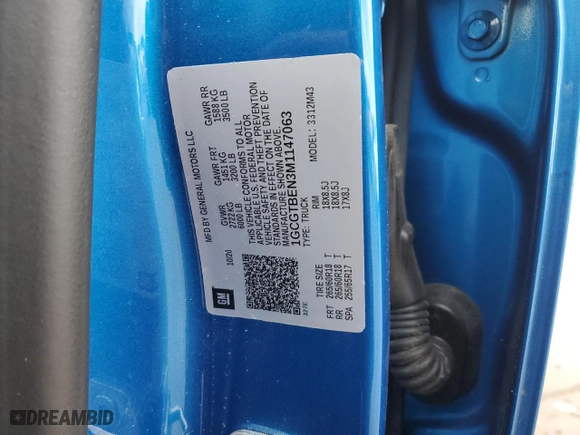 MFD BY GENERAL MOTORS LLC
10/20
GVWR
2722 KG
6000 LB
GAWR FRT
1451 KG
3200 LB
GAWR RR
1588 KG
3500 LB
THIS VEHICLE CONFORMS TO ALL
APPLICABLE U.S. FEDERAL MOTOR
VEHICLE SAFETY AND THEFT PREVENTION
STANDARDS IN EFFECT ON THE DATE OF
MANUFACTURE SHOWN ABOVE.
1GCGTBEN3M1147063
TYPE: TRUCK
MODEL: 3312M43
GM
327E
TIRE SIZE RIM
FRT 265/60R18 T 18X8.5J
RR 265/60R18 T 18X8.5J
SPA 255/65R17 T 17X8J
DREAMBID